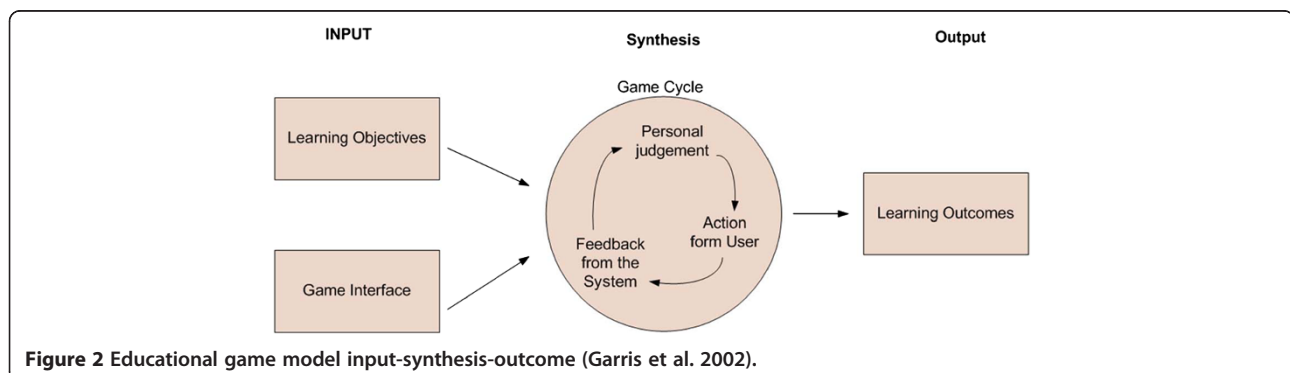 INPUT
Synthesis
Output
Game Cycle
Learning Objectives
Personal
judgement
Action
form User
Feedback
from the
System
Game Interface
Learning Outcomes
Figure 2 Educational game model input-synthesis-outcome (Garris et al. 2002).